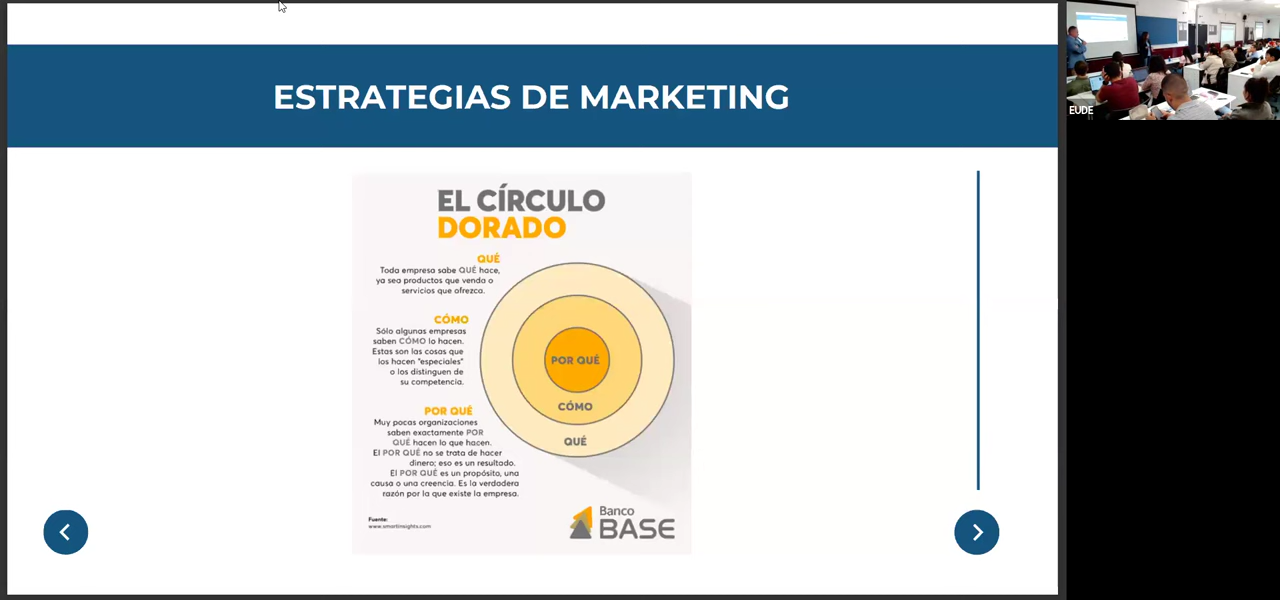 ESTRATEGIAS DE MARKETING
EL CÍRCULO
DORADO
QUÉ
Toda empresa sabe QUÉ hace,
ya sea productos que venda o
servicios que ofrezca.
CÓMO
Sólo algunas empresas
saben CÓMO lo hacen.
Estas son las cosas que
los hacen "especiales"
o los distinguen de
su competencia.
POR QUÉ
Muy pocas organizaciones
saben exactamente POR
QUÉ hacen lo que hacen.
El POR QUÉ no se trata de hacer
dinero; eso es un resultado.
El POR QUÉ es un propósito, una
causa o una creencia. Es la verdadera
razón por la que existe la empresa.
POR QUÉ
CÓMO
QUÉ
Fuente:
www.smartinsights.com
Banco
BASE
EUDE